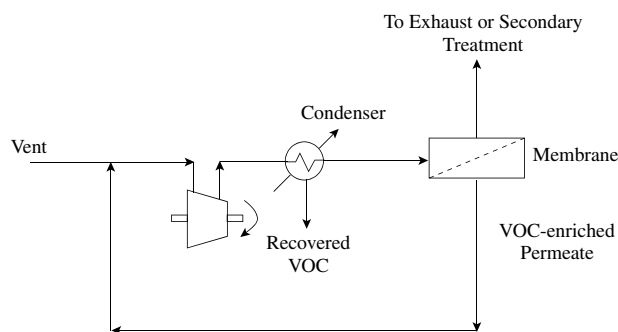 To Exhaust or Secondary
Treatment
Condenser
Vent
Membrane
Recovered
VOC
VOC-enriched
Permeate